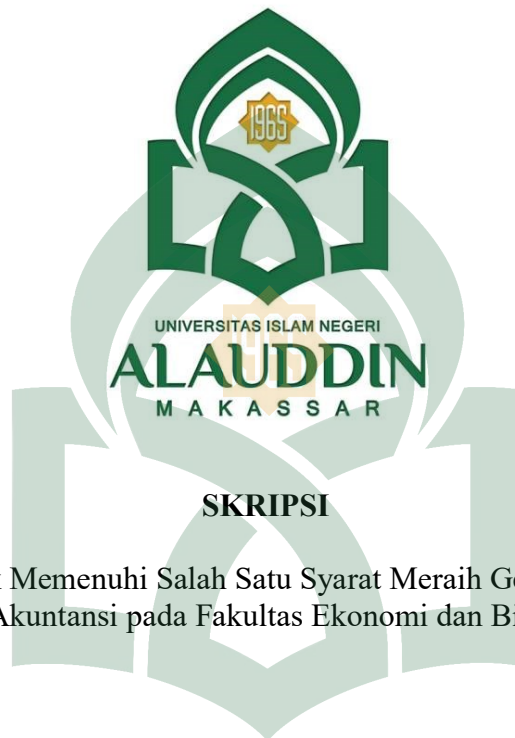 1965
UNIVERSITAS ISLAM NEGERI
ALAUDDIN
MAKASSAR
SKRIPSI
Memenuhi Salah Satu Syarat Meraih
Akuntansi pada Fakultas Ekonomi dan